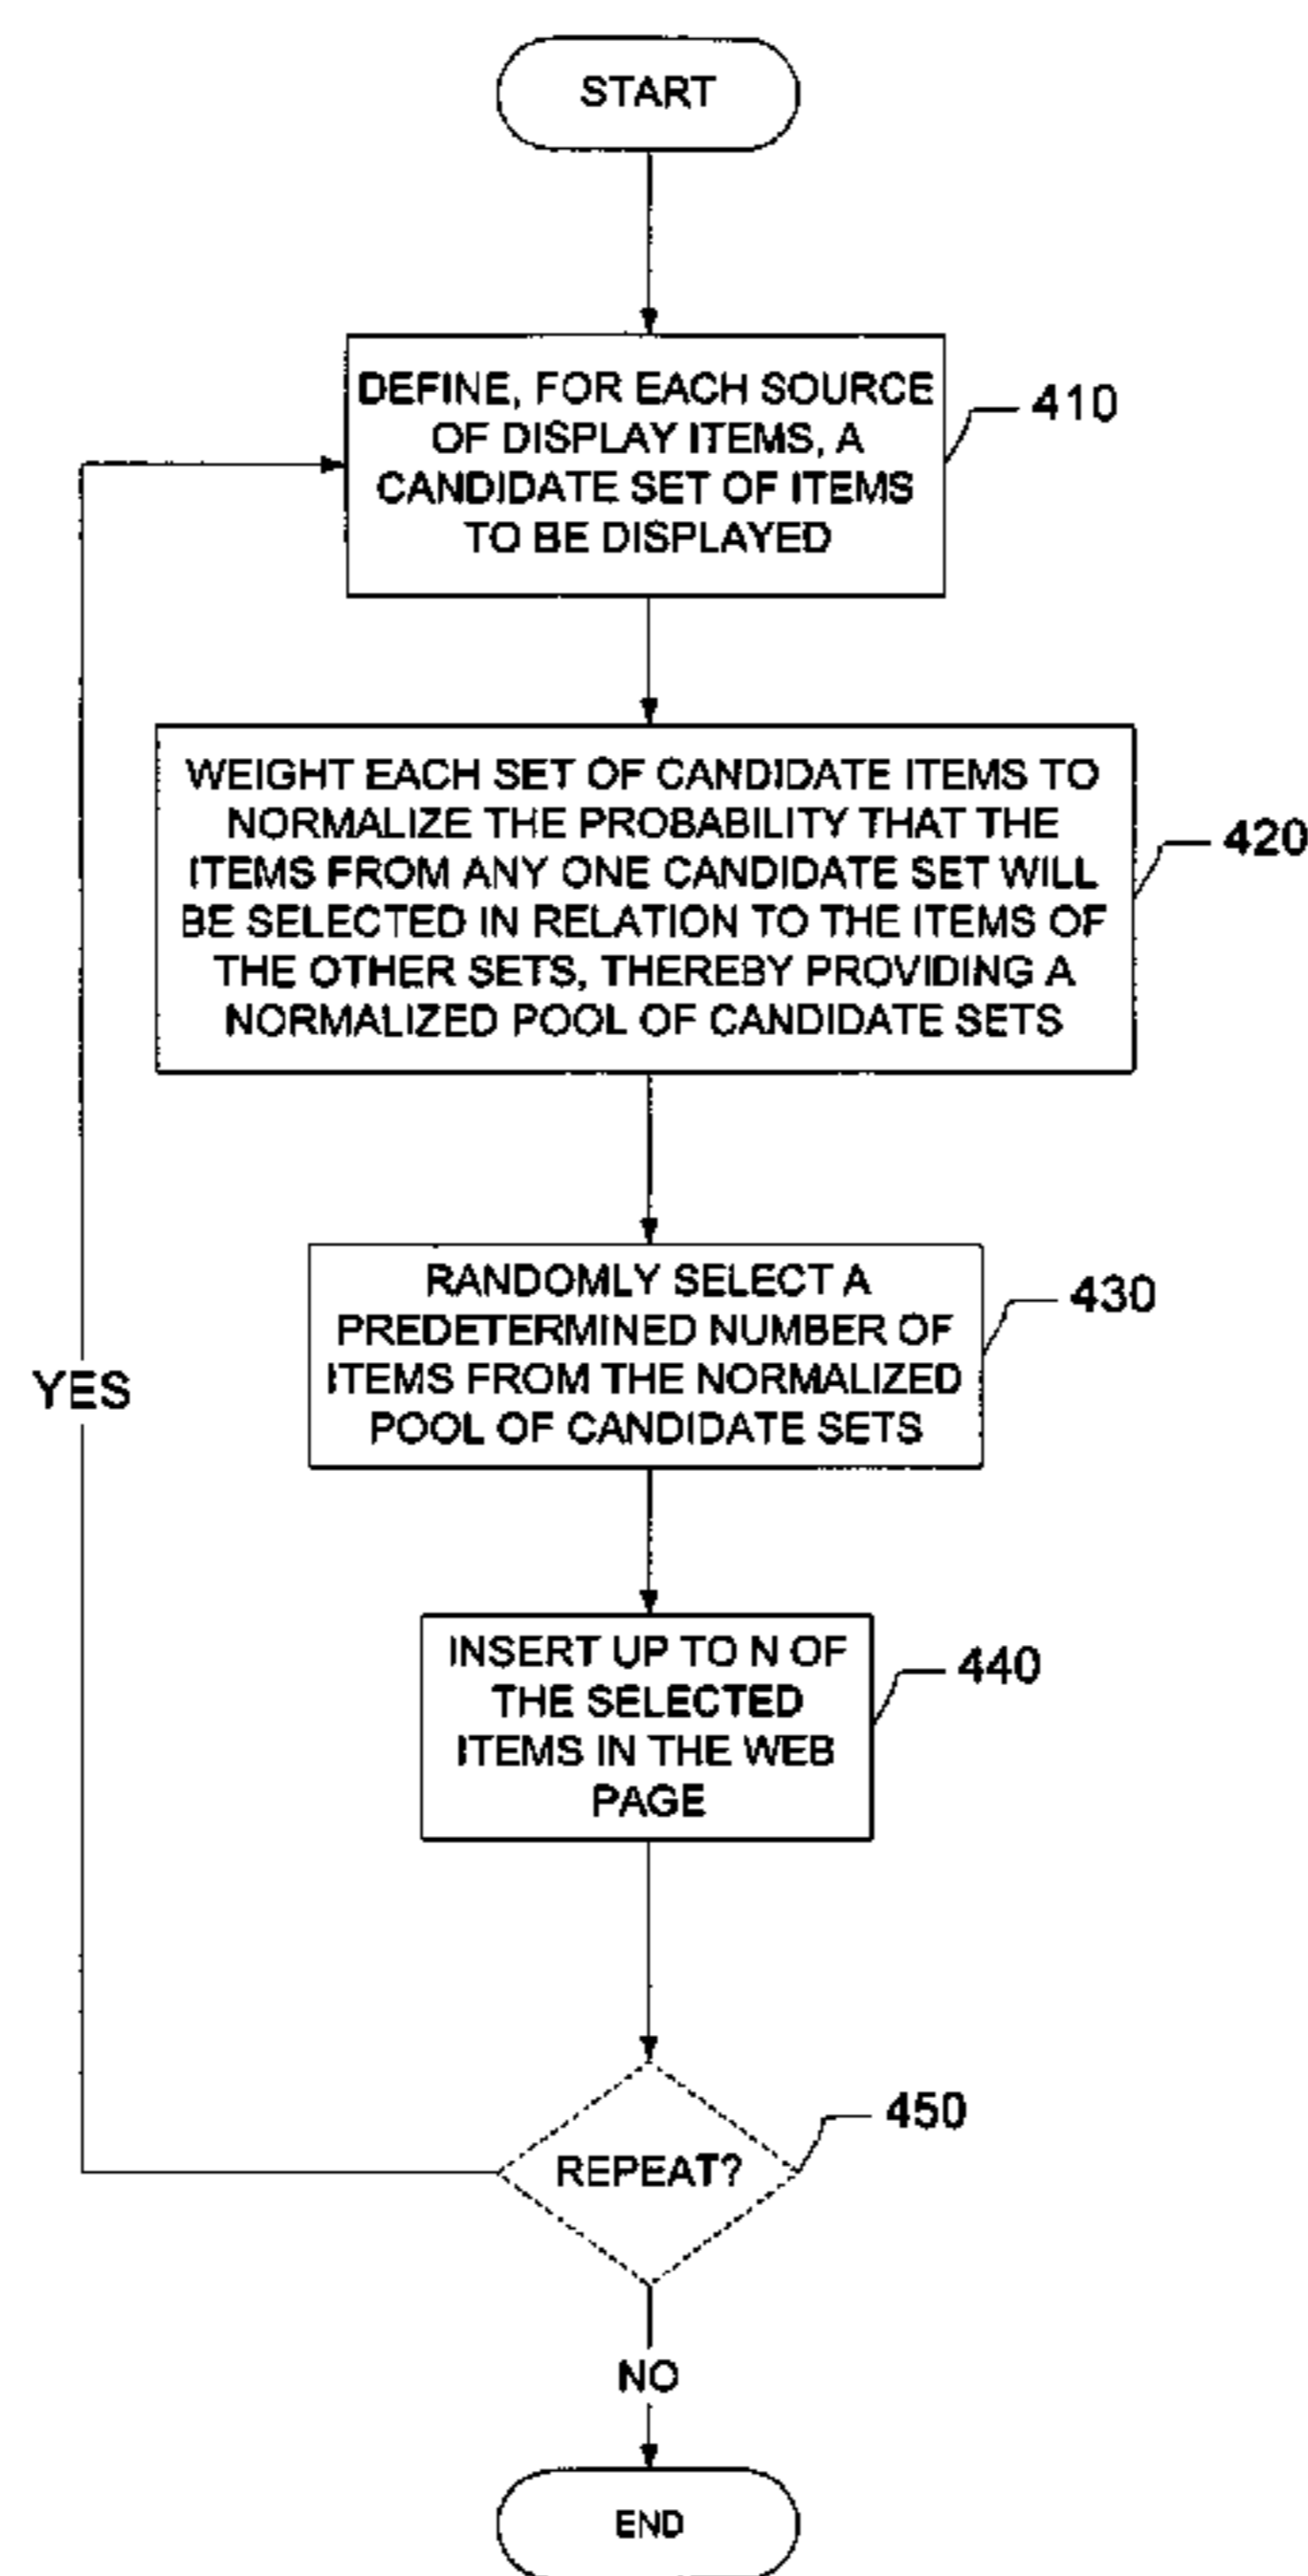 START
DEFINE, FOR EACH SOURCE
OF DISPLAY ITEMS, A
CANDIDATE SET OF ITEMS
TO BE DISPLAYED
410
WEIGHT EACH SET OF CANDIDATE ITEMS TO
NORMALIZE THE PROBABILITY THAT THE
ITEMS FROM ANY ONE CANDIDATE SET WILL
BE SELECTED IN RELATION TO THE ITEMS OF
THE OTHER SETS, THEREBY PROVIDING A
NORMALIZED POOL OF CANDIDATE SETS
420
RANDOMLY SELECT A
PREDETERMINED NUMBER OF
ITEMS FROM THE NORMALIZED
POOL OF CANDIDATE SETS
430
YES
INSERT UP TO N OF
THE SELECTED
ITEMS IN THE WEB
PAGE
440
REPEAT?
450
NO
END